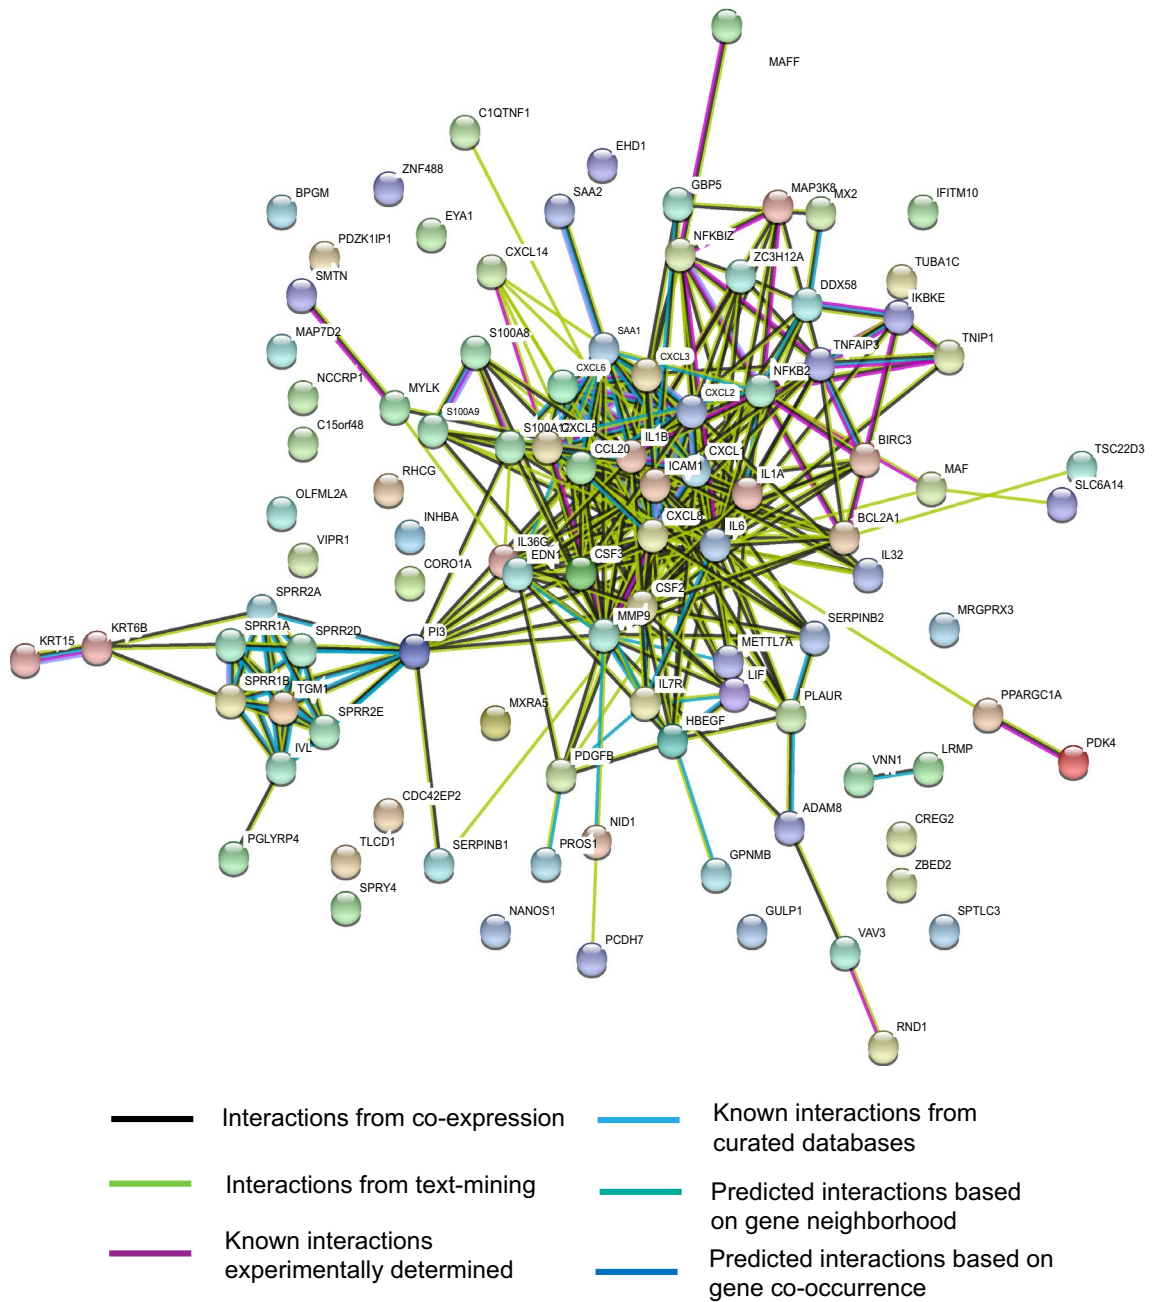 MAFF
C1QTNF1
EHD1
ZNF488
SAA2
GBP5
MAP3K8
MX2
IFITM10
BPGM
EYA1
PDZK1IP1
CXCL14
NFKBIZ
ZC3H12A
TUBA1C
SMTN
DDX58
IKBKE
MAP7D2
S100A8
SAA1
TNFAIP3
TNIP1
CXCL3
CXCL6
NFKB2
NCCRP1
MYLK
CXCL2
S100A9
C15orf48
S100A12
CXCL5
IL1B
BIRC3
CCL20
CXCL1
TSC22D3
RHCG
ICAM1
IL1A
MAF
SLC6A14
OLFML2A
INHBA
CXCL8
IL6
BCL2A1
VIPR1
IL36G
EDN1
CSF3
IL32
CORO1A
SPRR2A
CSF2
MRGPRX3
KRT15
KRT6B
SPRR1A
SPRR2D
PI3
MMP9
SERPINB2
METTL7A
SPRR1B
TGM1
IL7R
LIF
PPARGC1A
SPRR2E
MXRA5
HBEGF
PLAUR
PDK4
IVL
PDGFB
VNN1
LRMP
CDC42EP2
ADAM8
PGLYRP4
TLCD1
SERPINB1
PROS1
NID1
GPNMB
CREG2
ZBED2
SPRY4
NANOS1
PCDH7
GULP1
SPTLC3
VAV3
RND1
Interactions from co-expression
Interactions from text-mining
Known interactions
experimentally determined
Known interactions from
curated databases
Predicted interactions based
on gene neighborhood
Predicted interactions based on
gene co-occurrence